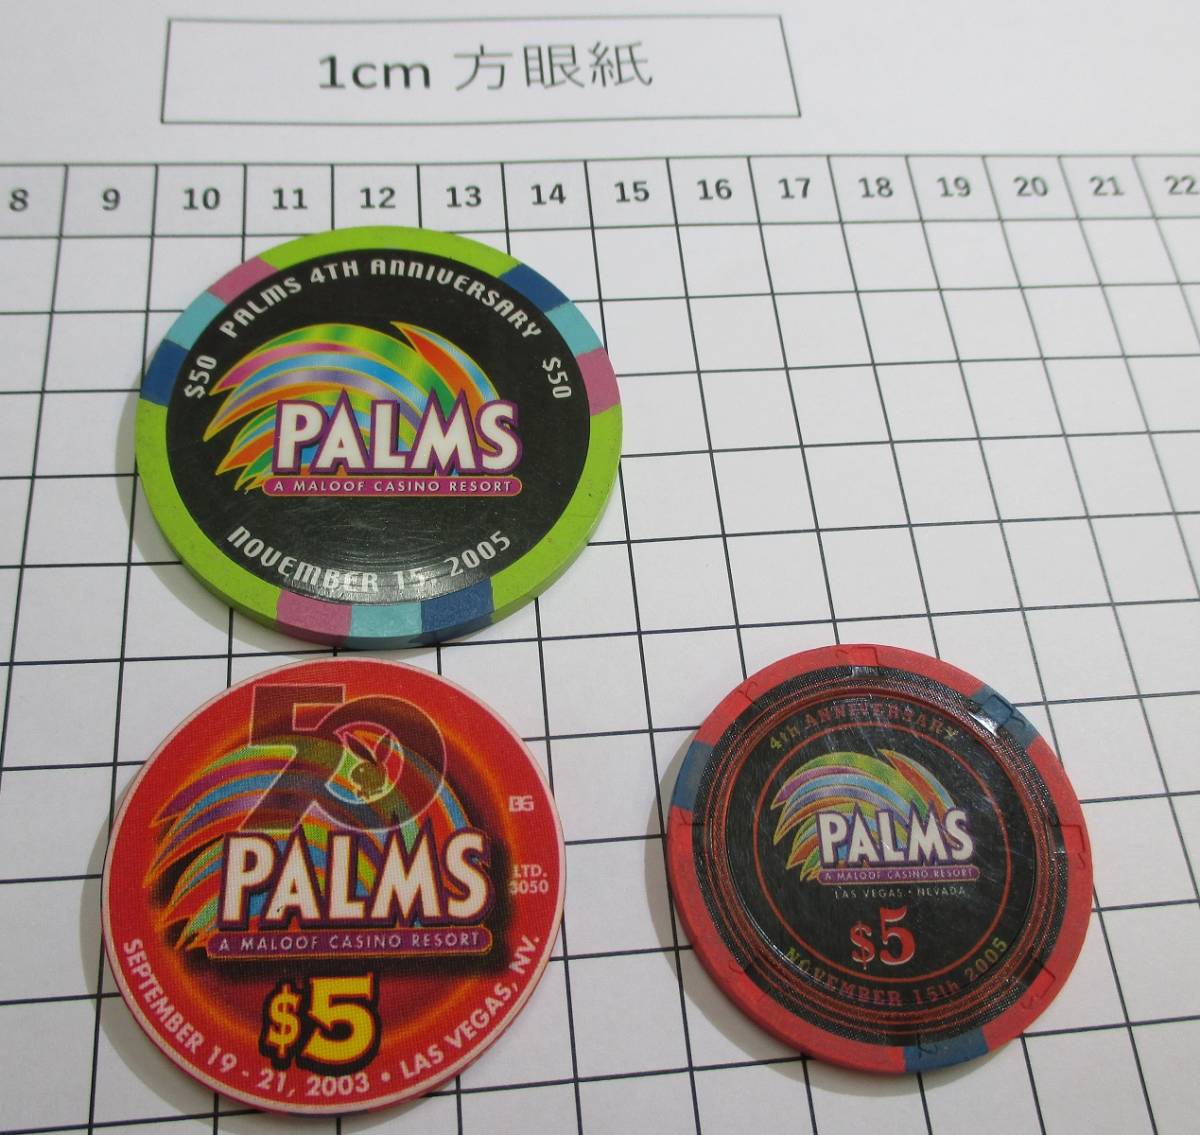 1cm 方眼紙
8 9 10 11 12 13 14 15 16 17 18 19 20 21 22
PALMS 4TH ANNIVERSARY
$50 $50
PALMS
A MALOOF CASINO RESORT
NOVEMBER 15, 2005
50
BG
PALMS
LTD.
3050
A MALOOF CASINO RESORT
$5
SEPTEMBER 19 - 21, 2003 • LAS VEGAS, NV.
4th ANNIVERSARY
PALMS
A MALOOF CASINO RESORT
LAS VEGAS • NEVADA
$5
NOVEMBER 15th 2005